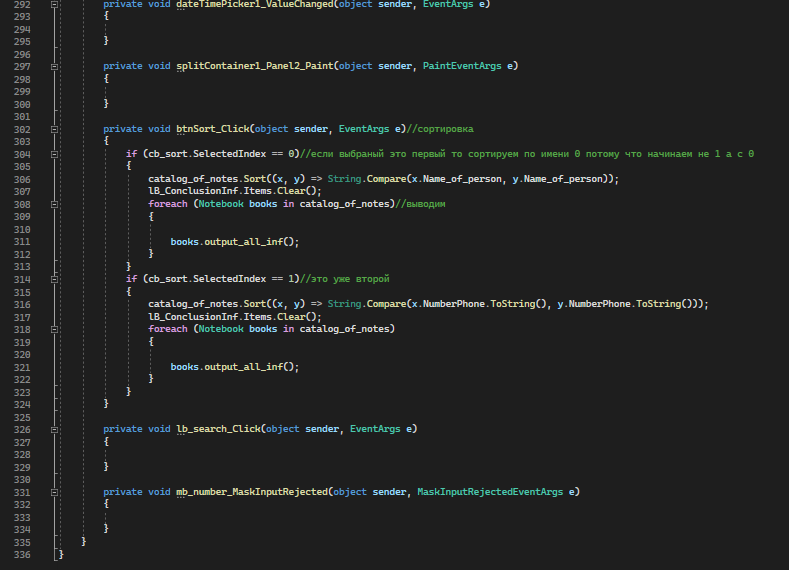 292 private void dateTimePicker1_ValueChanged(object sender, EventArgs e)
293 {
294
295 }
296
297 private void splitContainer1_Panel2_Paint(object sender, PaintEventArgs e)
298 {
299
300 }
301
302 private void btnSort_Click(object sender, EventArgs e)//сортировка
303 {
304 if (cb_sort.SelectedIndex == 0)//если выбраный это первый то сортируем по имени 0 потому что начинаем не 1 а с 0
305 {
306 catalog_of_notes.Sort((x, y) => String.Compare(x.Name_of_person, y.Name_of_person));
307 lB_ConclusionInf.Items.Clear();
308 foreach (Notebook books in catalog_of_notes)//выводим
309 {
310
311 books.output_all_inf();
312 }
313 }
314 if (cb_sort.SelectedIndex == 1)//это уже второй
315 {
316 catalog_of_notes.Sort((x, y) => String.Compare(x.NumberPhone.ToString(), y.NumberPhone.ToString()));
317 lB_ConclusionInf.Items.Clear();
318 foreach (Notebook books in catalog_of_notes)
319 {
320
321 books.output_all_inf();
322 }
323 }
324 }
325
326 private void lb_search_Click(object sender, EventArgs e)
327 {
328
329 }
330
331 private void mb_number_MaskInputRejected(object sender, MaskInputRejectedEventArgs e)
332 {
333
334 }
335 }
336 }